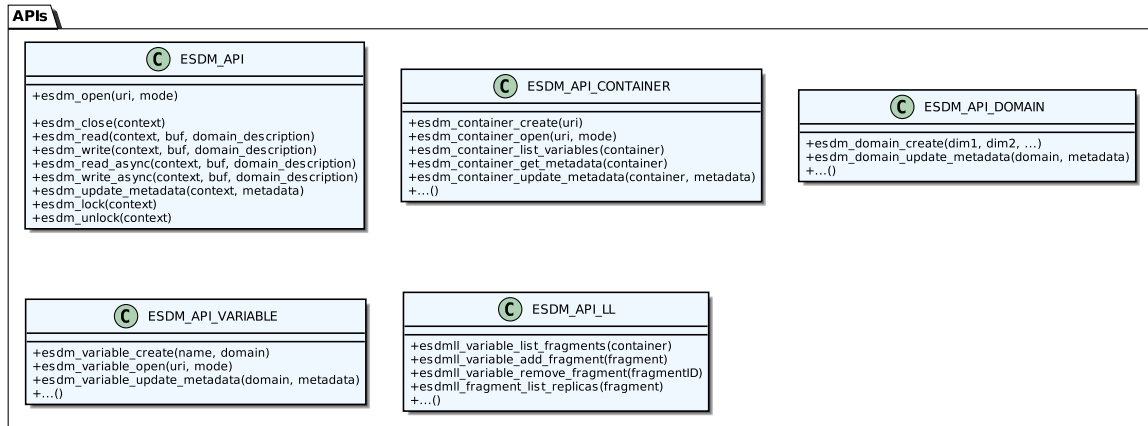 APIs
C ESDM_API
+esdm_open(uri, mode)
+esdm_close(context)
+esdm_read(context, buf, domain_description)
+esdm_write(context, buf, domain_description)
+esdm_read_async(context, buf, domain_description)
+esdm_write_async(context, buf, domain_description)
+esdm_update_metadata(context, metadata)
+esdm_lock(context)
+esdm_unlock(context)
C ESDM_API_CONTAINER
+esdm_container_create(uri)
+esdm_container_open(uri, mode)
+esdm_container_list_variables(container)
+esdm_container_get_metadata(container)
+esdm_container_update_metadata(container, metadata)
+...()
C ESDM_API_DOMAIN
+esdm_domain_create(dim1, dim2, ...)
+esdm_domain_update_metadata(domain, metadata)
+...()
C ESDM_API_VARIABLE
+esdm_variable_create(name, domain)
+esdm_variable_open(uri, mode)
+esdm_variable_update_metadata(domain, metadata)
+...()
C ESDM_API_LL
+esdmll_variable_list_fragments(container)
+esdmll_variable_add_fragment(fragment)
+esdmll_variable_remove_fragment(fragmentID)
+esdmll_fragment_list_replicas(fragment)
+...()